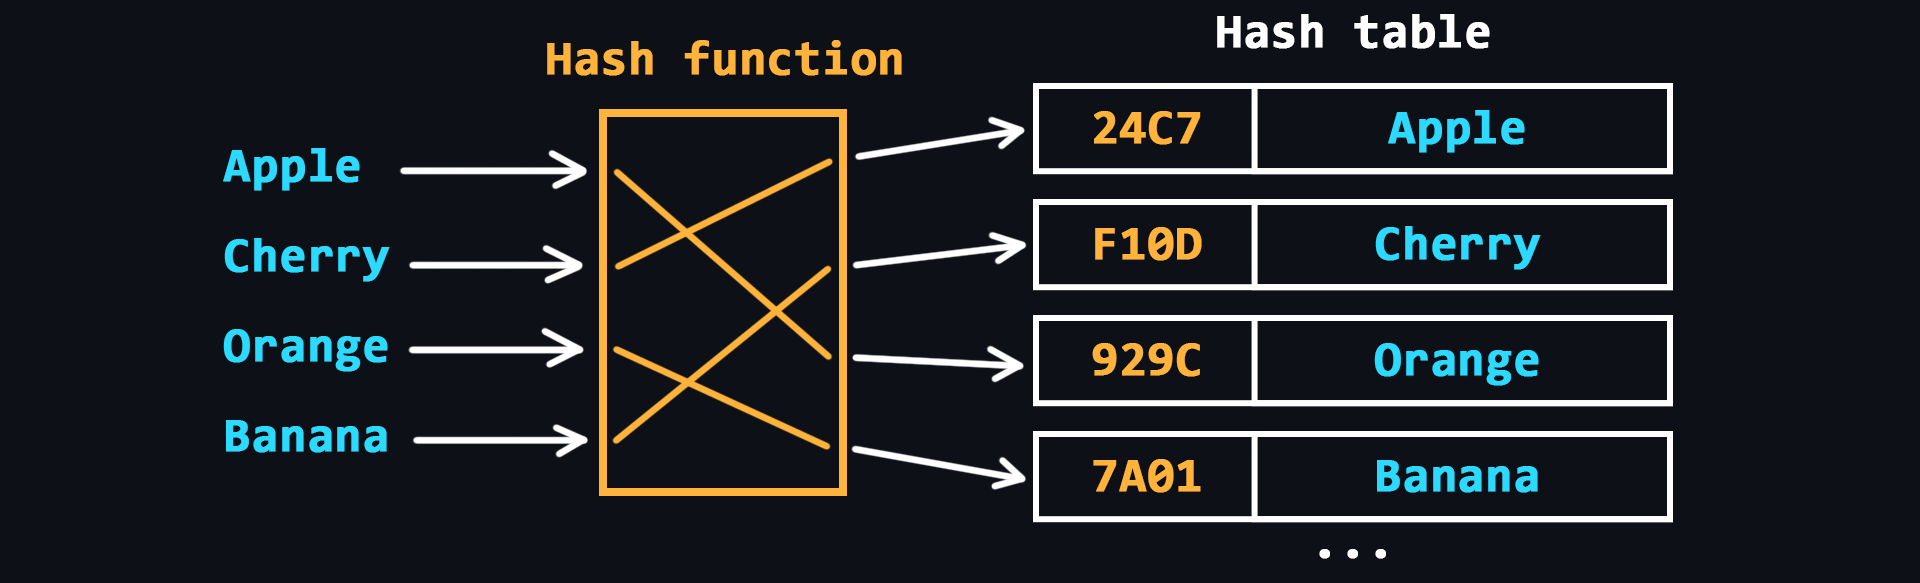 Hash function
Hash table
Apple
Cherry
Orange
Banana
24C7 Apple
F10D Cherry
929C Orange
7A01 Banana
...